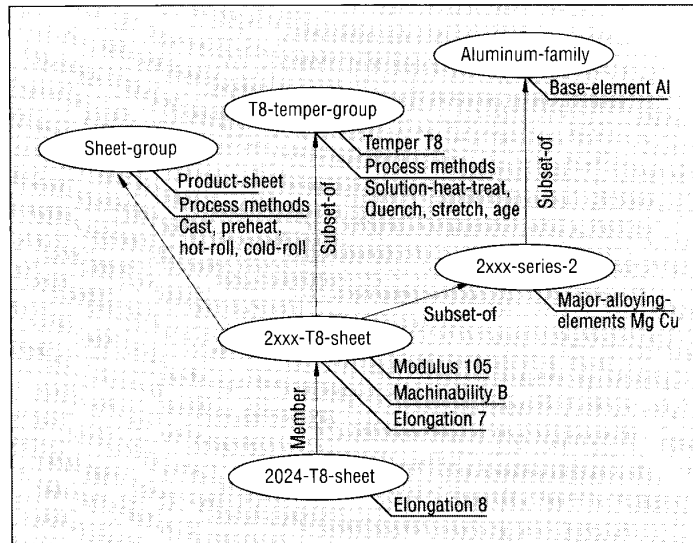 Aluminum-family
Base-element Al
T8-temper-group
Temper T8
Process methods
Solution-heat-treat,
Quench, stretch, age
Sheet-group
Product-sheet
Process methods
Cast, preheat,
hot-roll, cold-roll
Subset-of
Subset-of
2xxx-series-2
Major-alloying-
elements Mg Cu
Subset-of
2xxx-T8-sheet
Modulus 105
Machinability B
Elongation 7
Member
2024-T8-sheet
Elongation 8